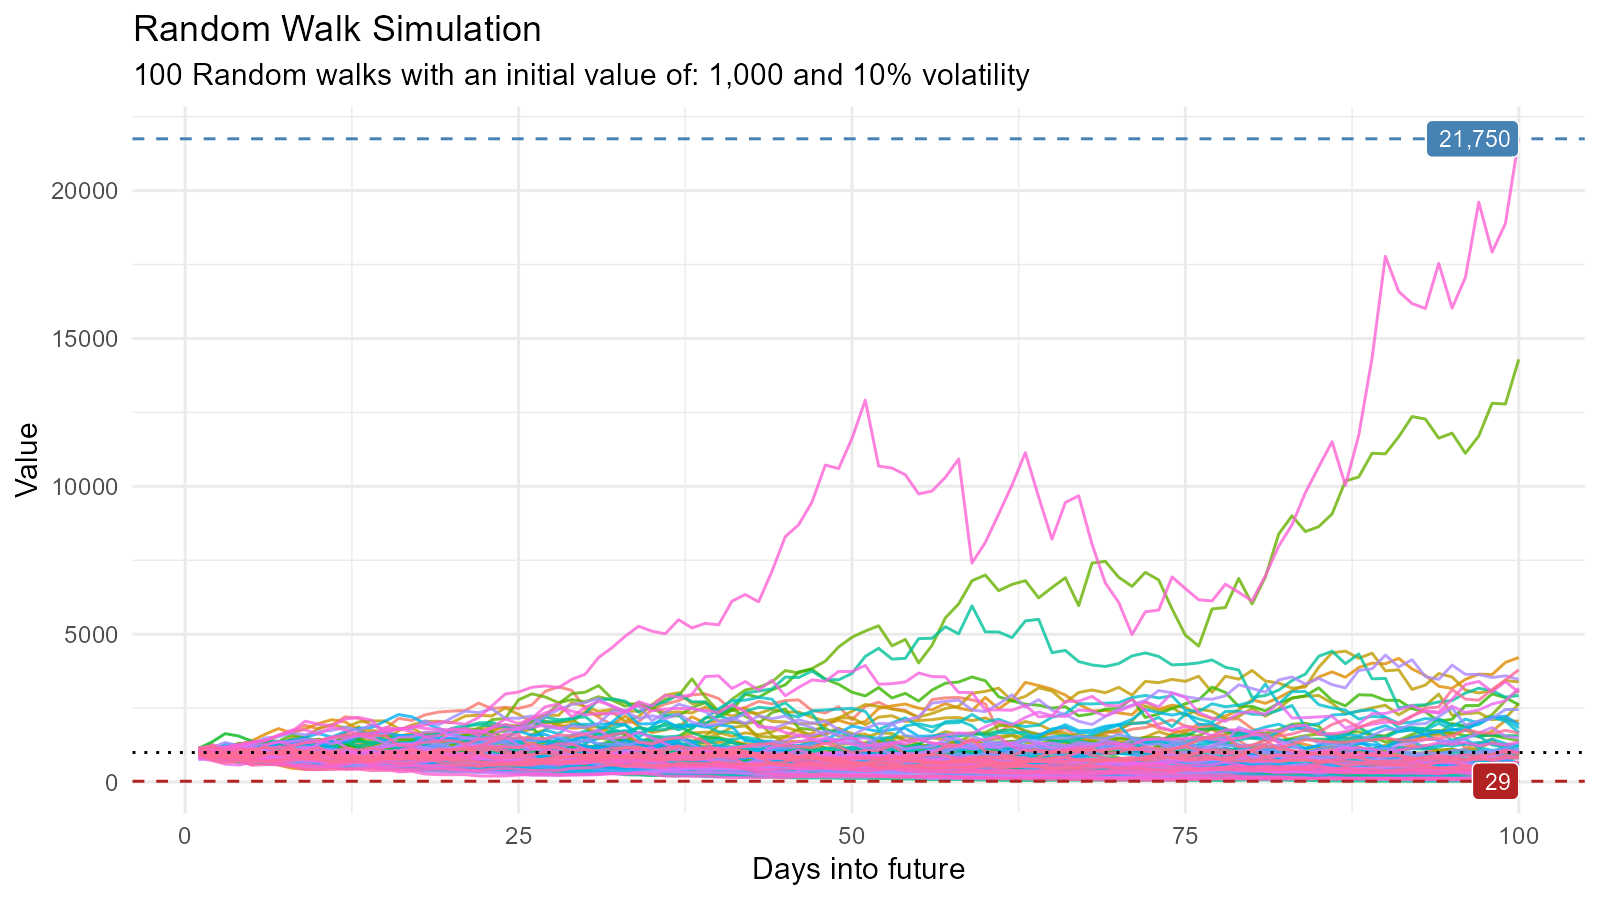 Random Walk Simulation
100 Random walks with an initial value of: 1,000 and 10% volatility
21,750
20000
15000
10000
5000
0
29
Value
0 25 50 75 100
Days into future